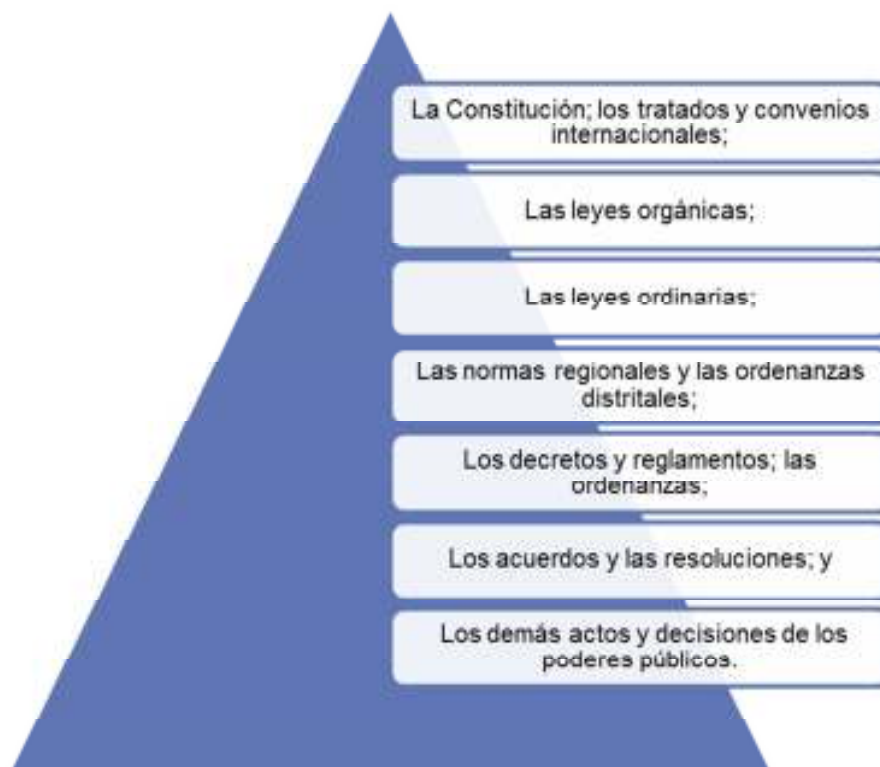 La Constitución; los tratados y convenios
internacionales;
Las leyes orgánicas;
Las leyes ordinarias;
Las normas regionales y las ordenanzas
distritales;
Los decretos y reglamentos; las
ordenanzas;
Los acuerdos y las resoluciones; y
Los demás actos y decisiones de los
poderes públicos.